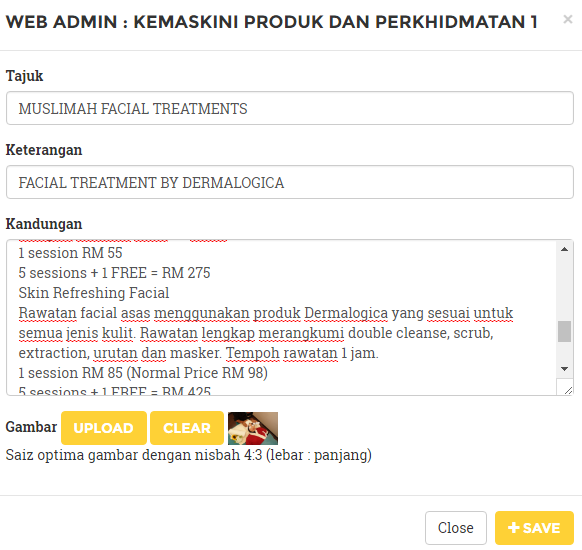 WEB ADMIN : KEMASKINI PRODUK DAN PERKHIDMATAN 1
×
Tajuk
MUSLIMAH FACIAL TREATMENTS
Keterangan
FACIAL TREATMENT BY DERMALOGICA
Kandungan
1 session RM 55
5 sessions + 1 FREE = RM 275
Skin Refreshing Facial
Rawatan facial asas menggunakan produk Dermalogica yang sesuai untuk
semua jenis kulit. Rawatan lengkap merangkumi double cleanse, scrub,
extraction, urutan dan masker. Tempoh rawatan 1 jam.
1 session RM 85 (Normal Price RM 98)
5 sessions + 1 FREE = RM 425
Gambar UPLOAD CLEAR
Saiz optima gambar dengan nisbah 4:3 (lebar : panjang)
Close +SAVE